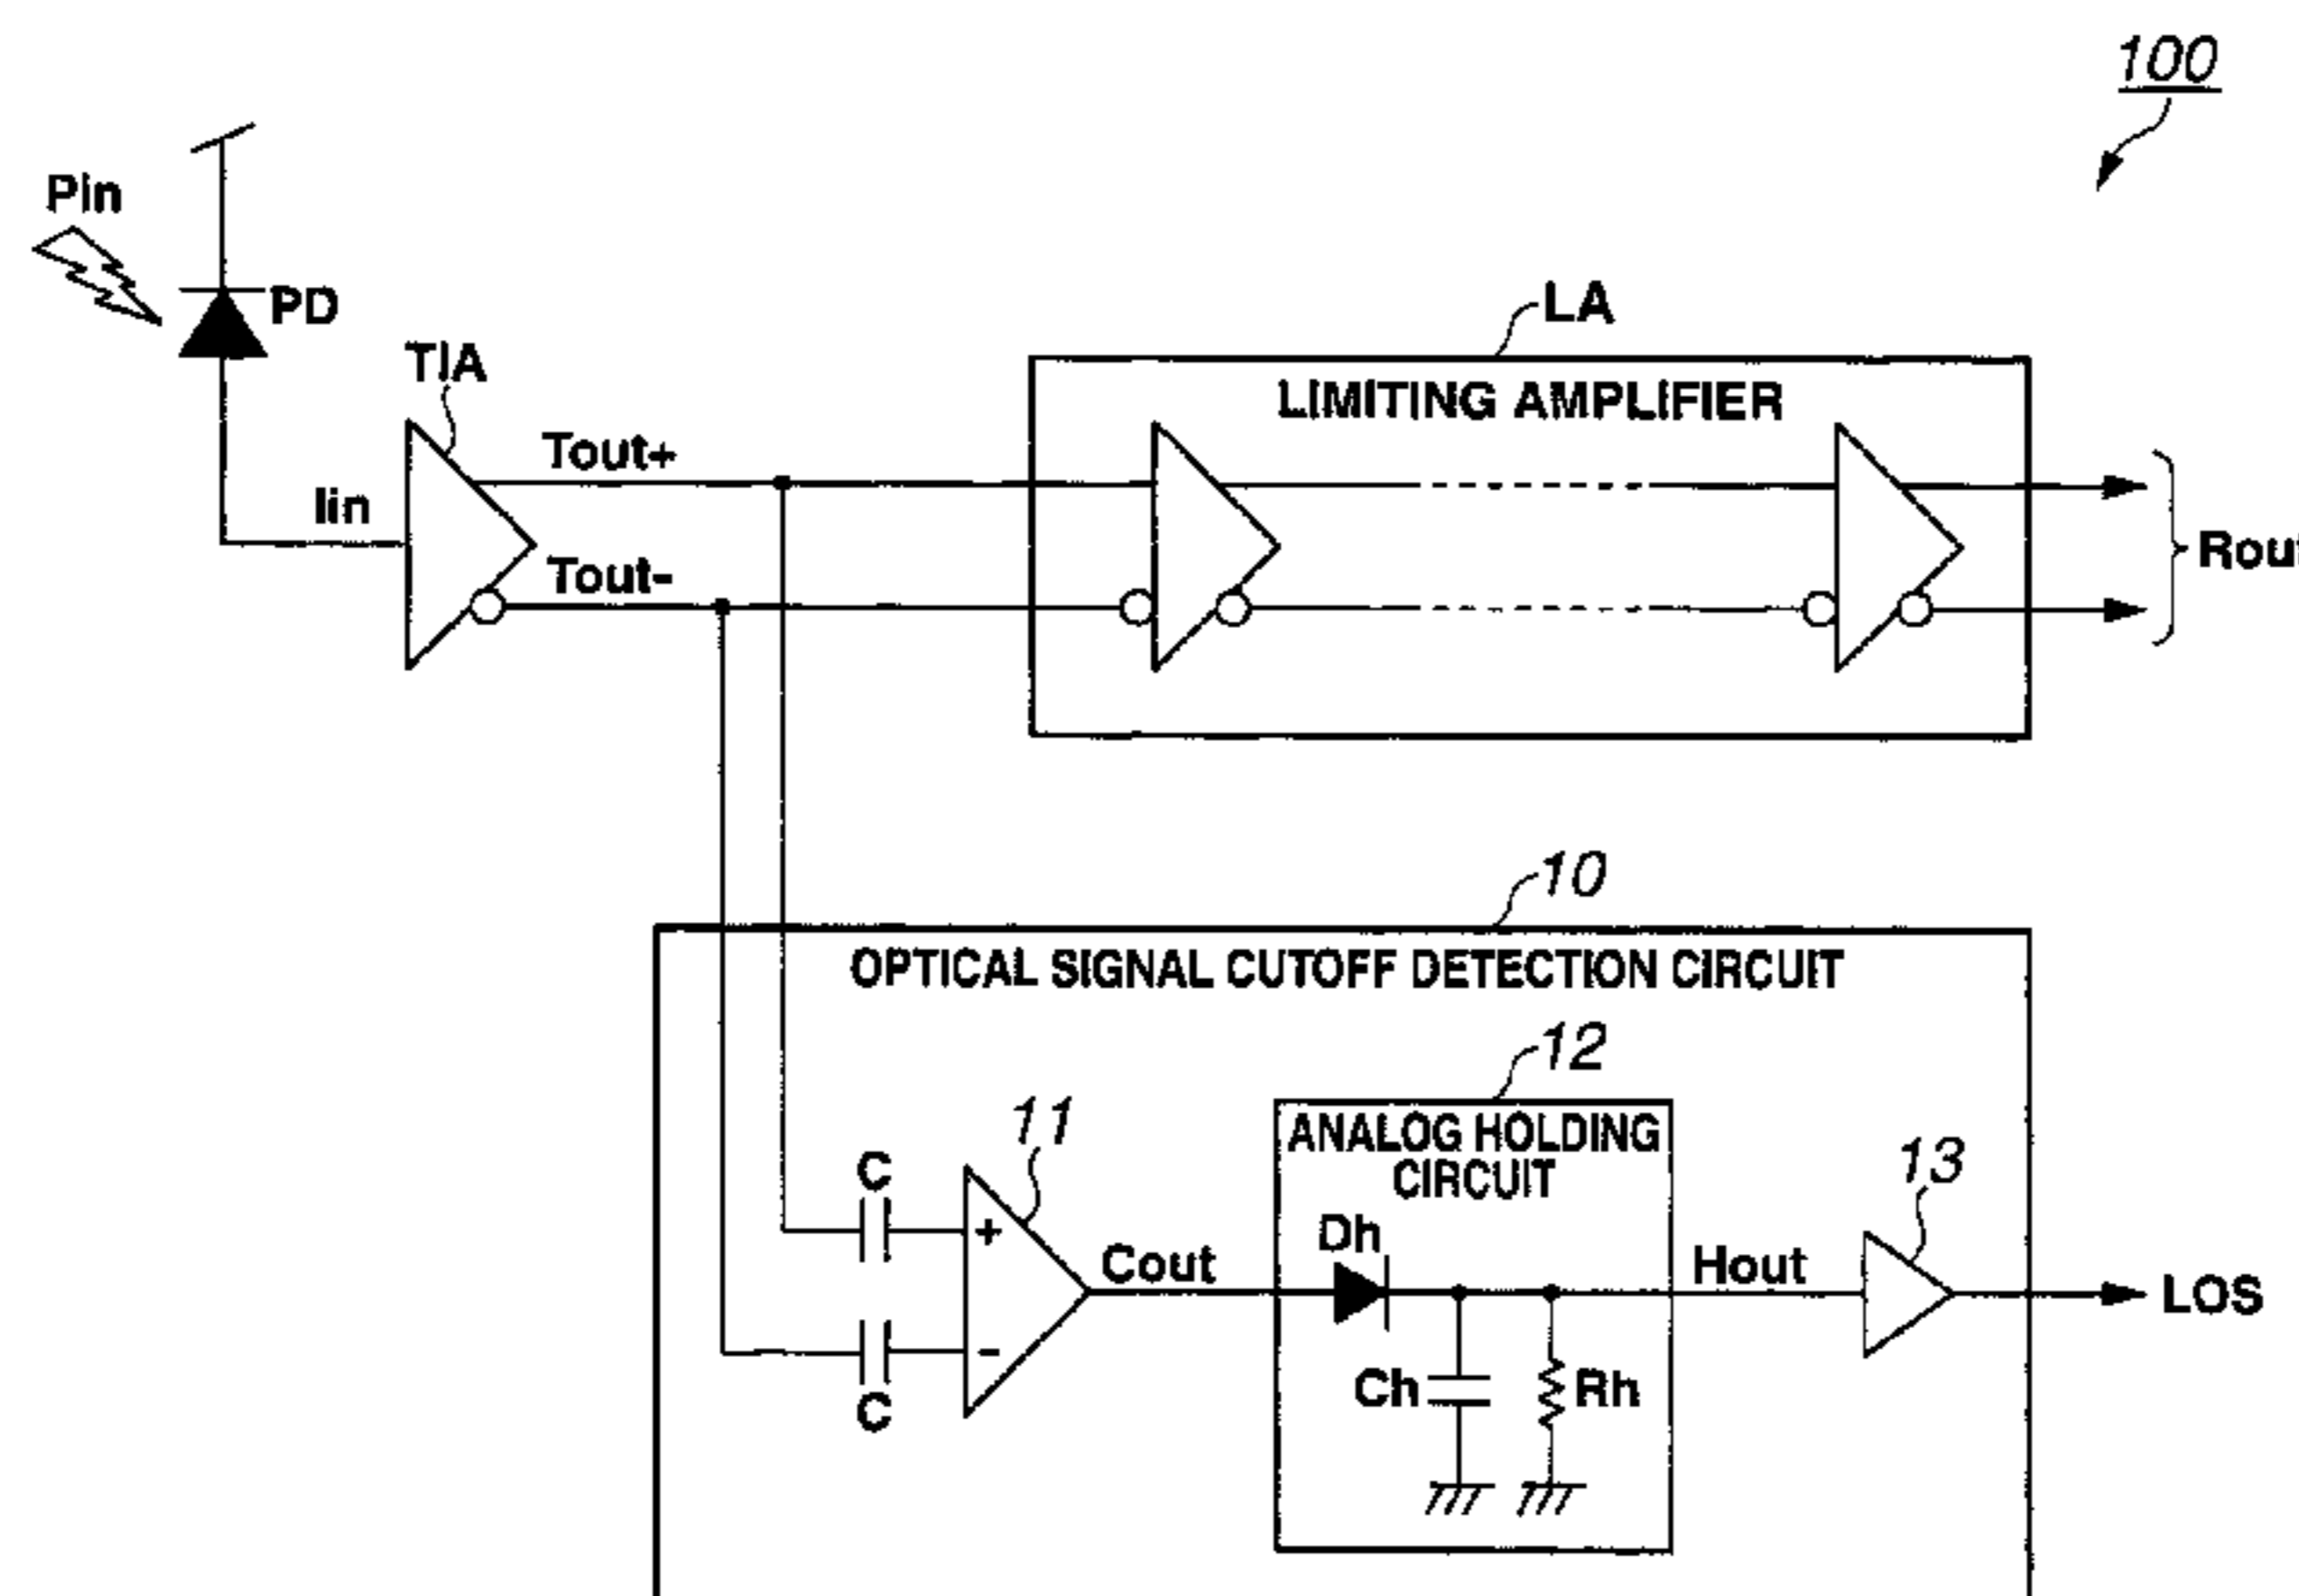 100
Pin
PD
TIA
LA
LIMITING AMPLIFIER
Tout+
Iin
Tout-
Rout
10
OPTICAL SIGNAL CUTOFF DETECTION CIRCUIT
12
11
ANALOG HOLDING
CIRCUIT
13
C
+
Dh
Cout
Hout
LOS
-
C
Ch
Rh